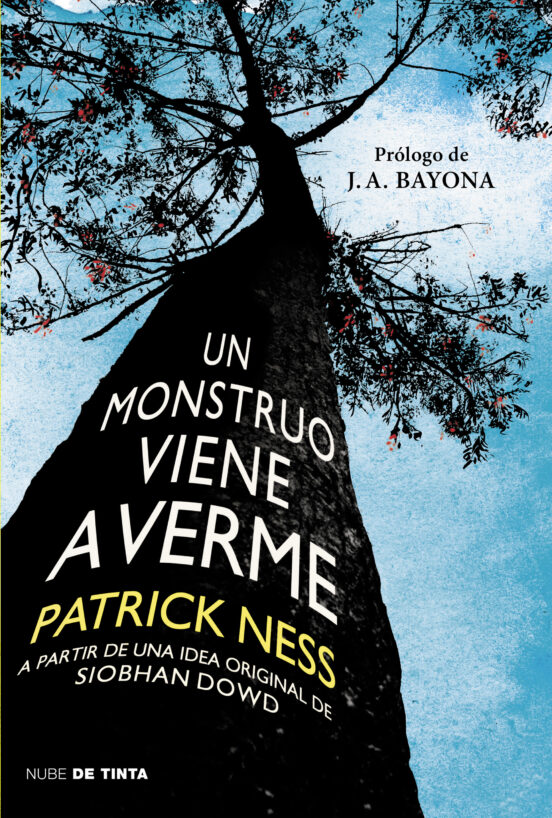 Prólogo de
J. A. BAYONA
UN
MONSTRUO
VIENE
A VERME
PATRICK NESS
A PARTIR DE UNA IDEA ORIGINAL DE
SIOBHAN DOWD
NUBE DE TINTA